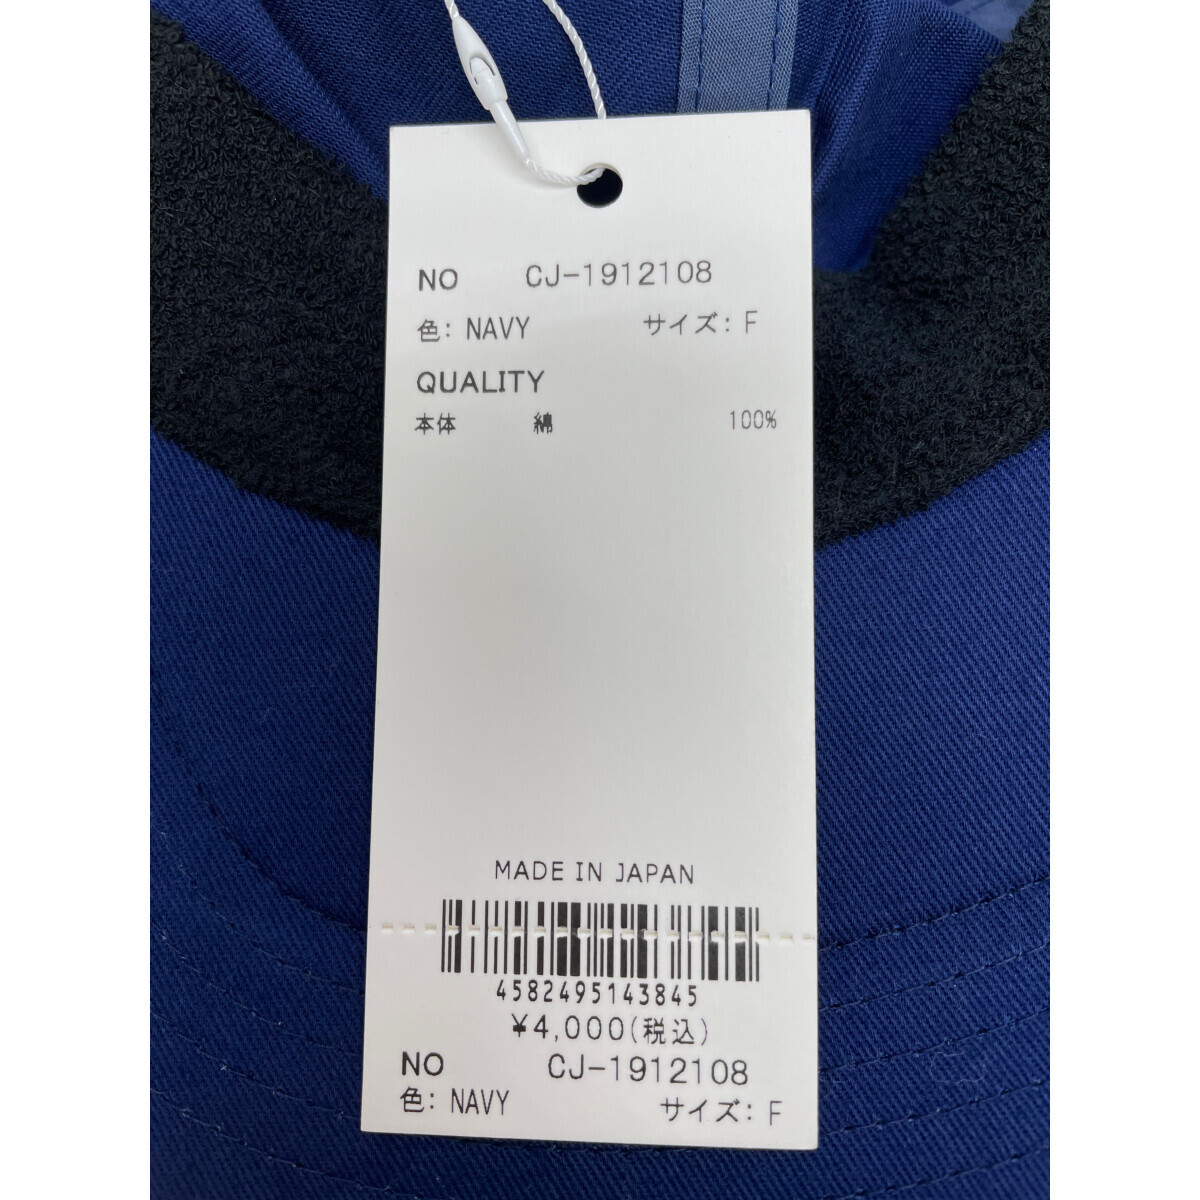 NO CJ-1912108
色: NAVY サイズ: F
QUALITY
本体 綿 100%
MADE IN JAPAN
4582495143845
¥4,000(税込)
NO CJ-1912108
色: NAVY サイズ: F